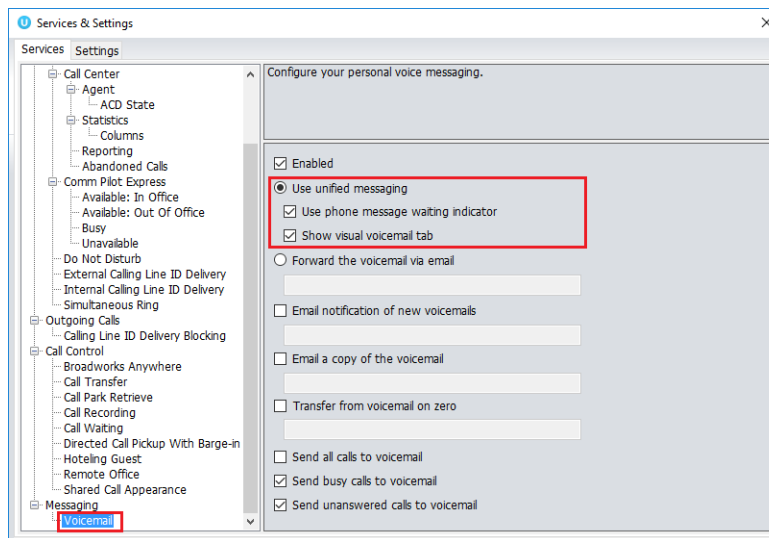 U Services & Settings
Services Settings
Call Center
Agent
ACD State
Statistics
Columns
Reporting
Abandoned Calls
Comm Pilot Express
Available: In Office
Available: Out Of Office
Busy
Unavailable
Do Not Disturb
External Calling Line ID Delivery
Internal Calling Line ID Delivery
Simultaneous Ring
Outgoing Calls
Calling Line ID Delivery Blocking
Call Control
Broadworks Anywhere
Call Transfer
Call Park Retrieve
Call Recording
Call Waiting
Directed Call Pickup With Barge-in
Hoteling Guest
Remote Office
Shared Call Appearance
Messaging
Voicemail
Configure your personal voice messaging.
Enabled
Use unified messaging
Use phone message waiting indicator
Show visual voicemail tab
Forward the voicemail via email
Email notification of new voicemails
Email a copy of the voicemail
Transfer from voicemail on zero
Send all calls to voicemail
Send busy calls to voicemail
Send unanswered calls to voicemail